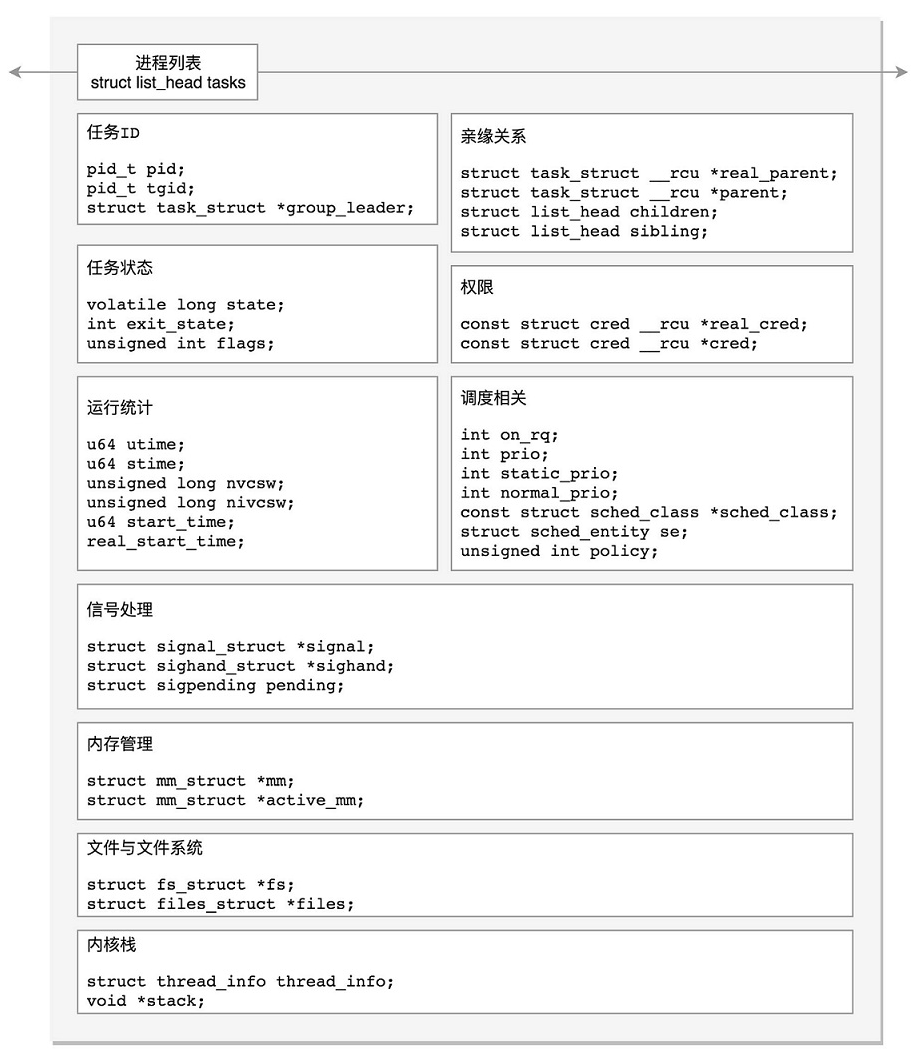 进程列表
struct list_head tasks
任务ID
pid_t pid;
pid_t tgid;
struct task_struct *group_leader;
亲缘关系
struct task_struct __rcu *real_parent;
struct task_struct __rcu *parent;
struct list_head children;
struct list_head sibling;
任务状态
volatile long state;
int exit_state;
unsigned int flags;
权限
const struct cred __rcu *real_cred;
const struct cred __rcu *cred;
运行统计
u64 utime;
u64 stime;
unsigned long nvcsw;
unsigned long nivcsw;
u64 start_time;
real_start_time;
调度相关
int on_rq;
int prio;
int static_prio;
int normal_prio;
const struct sched_class *sched_class;
struct sched_entity se;
unsigned int policy;
信号处理
struct signal_struct *signal;
struct sighand_struct *sighand;
struct sigpending pending;
内存管理
struct mm_struct *mm;
struct mm_struct *active_mm;
文件与文件系统
struct fs_struct *fs;
struct files_struct *files;
内核栈
struct thread_info thread_info;
void *stack;